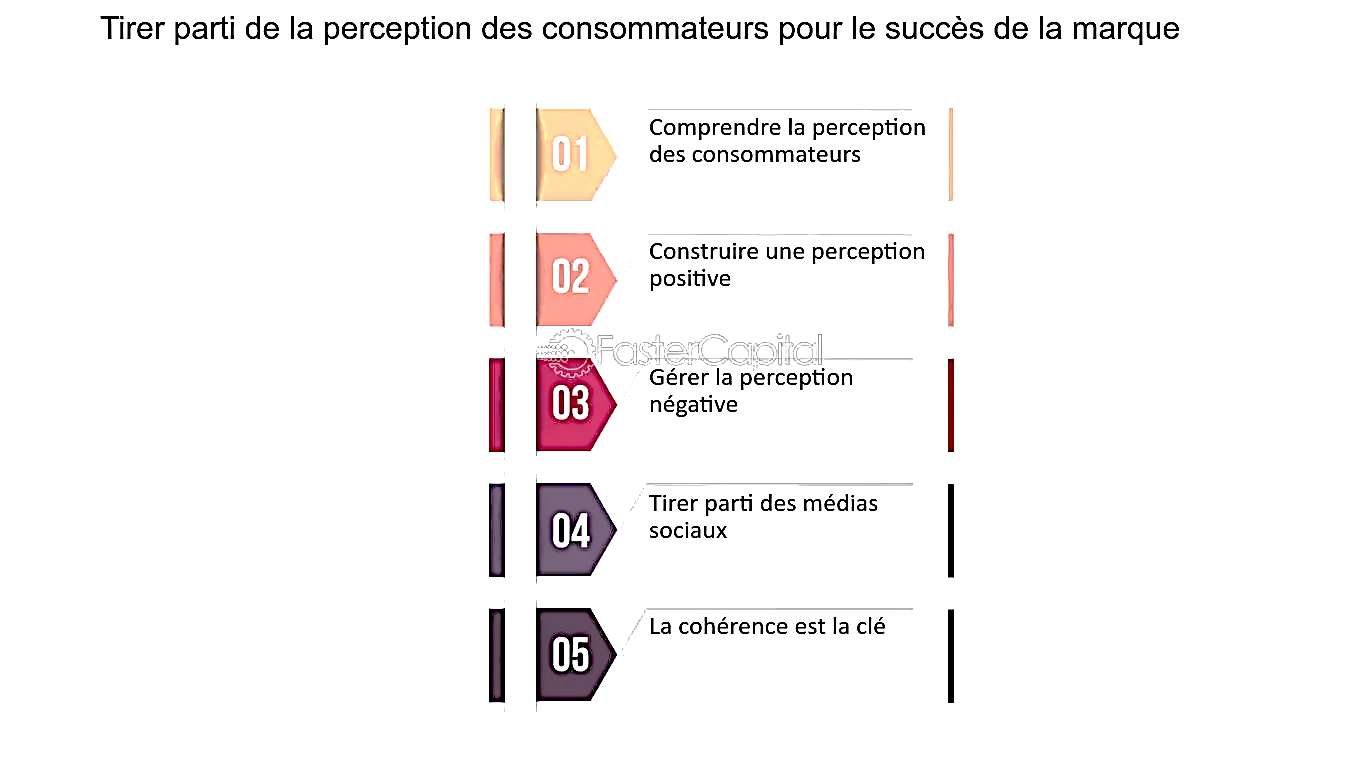 Tirer parti de la perception des consommateurs pour le succès de la marque
01
Comprendre la perception
des consommateurs
02
Construire une perception
positive
FasterCapital
03
Gérer la perception
négative
04
Tirer parti des médias
sociaux
05
La cohérence est la clé